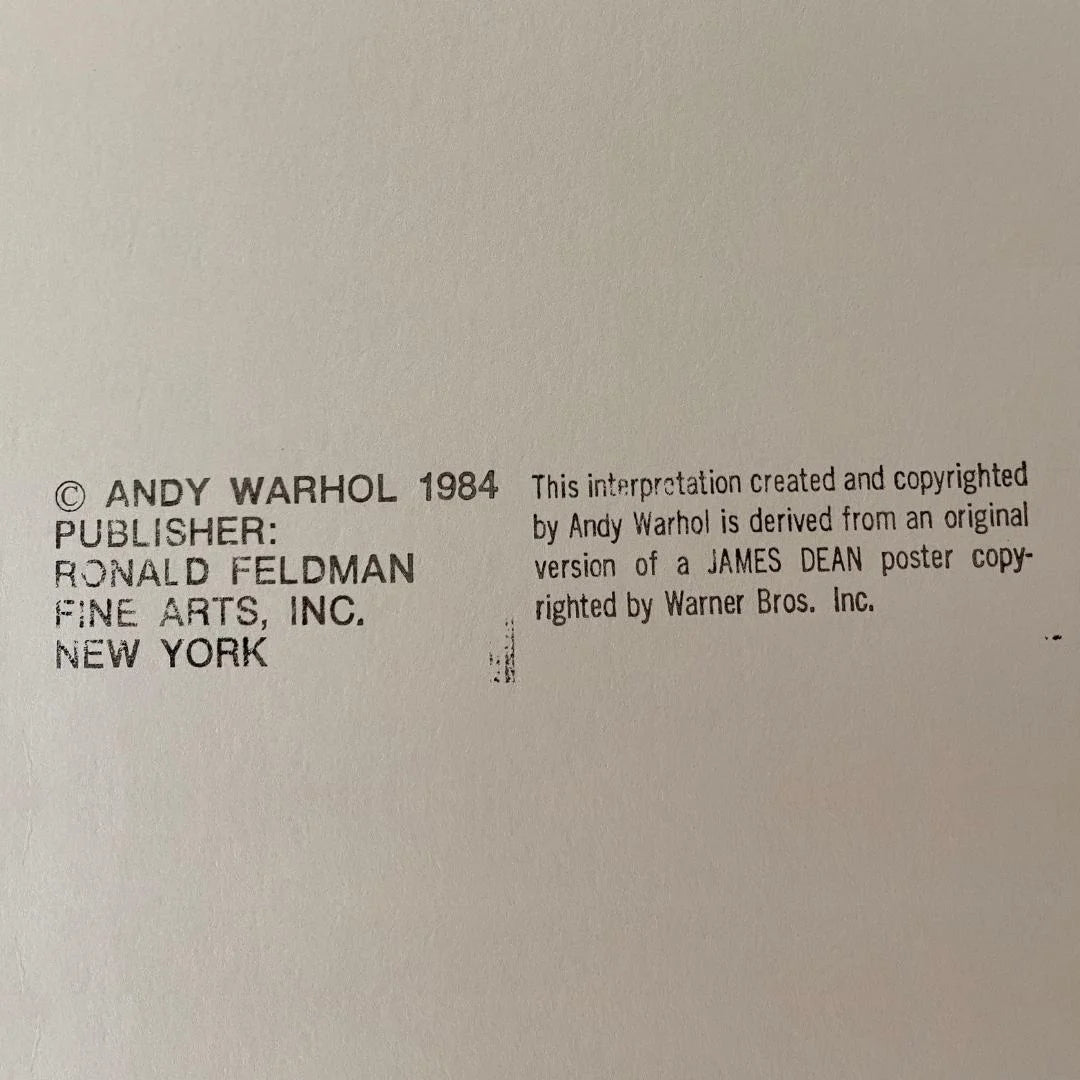 © ANDY WARHOL 1984
PUBLISHER:
RONALD FELDMAN
FINE ARTS, INC.
NEW YORK
This interpretation created and copyrighted
by Andy Warhol is derived from an original
version of a JAMES DEAN poster copy-
righted by Warner Bros. Inc.